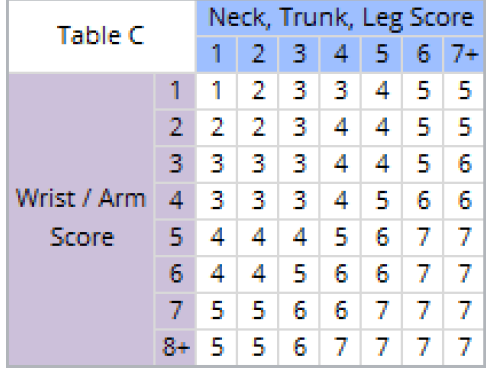 Table C
Neck, Trunk, Leg Score
1 2 3 4 5 6 7+
Wrist / Arm
Score
1 1 2 3 3 4 5 5
2 2 2 3 4 4 5 5
3 3 3 3 4 4 5 6
4 3 3 3 4 5 6 6
5 4 4 4 5 6 7 7
6 4 4 5 6 6 7 7
7 5 5 6 6 7 7 7
8+ 5 5 6 7 7 7 7